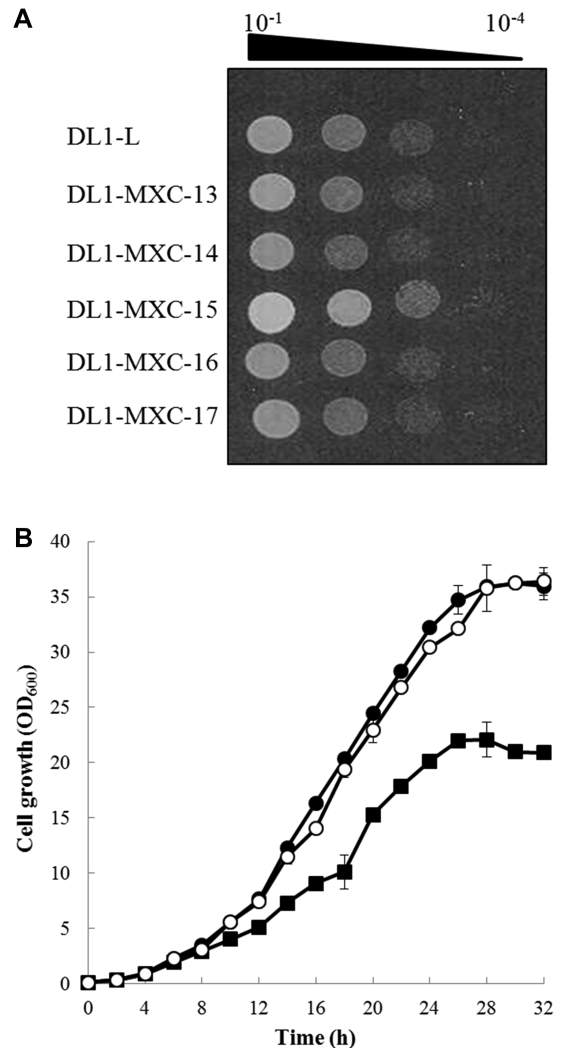 A
10⁻¹ 10⁻⁴
DL1-L
DL1-MXC-13
DL1-MXC-14
DL1-MXC-15
DL1-MXC-16
DL1-MXC-17
B
Cell growth (OD₆₀₀)
40
35
30
25
20
15
10
5
0
0 4 8 12 16 20 24 28 32
Time (h)